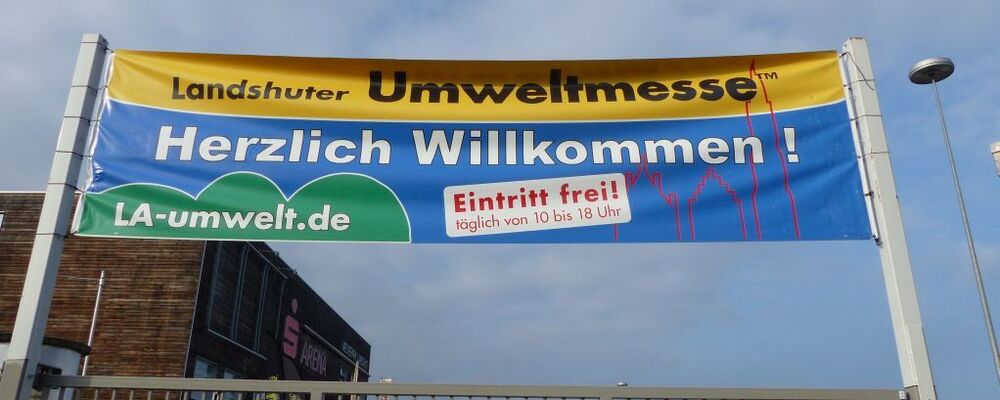 Landshuter Umweltmesse™
Herzlich Willkommen !
LA-umwelt.de
Eintritt frei!
täglich von 10 bis 18 Uhr
S
ARENA